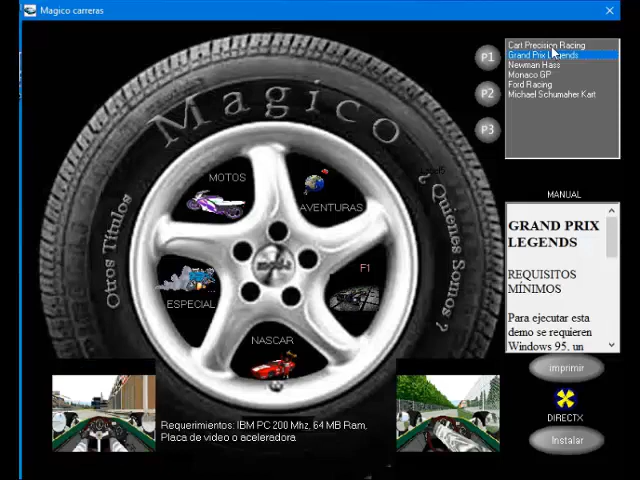 Magico carreras
Magico
Otros Titulos
¿ Quienes Somos ?
MOTOS
AVENTURAS
F1
ESPECIAL
NASCAR
P1
P2
P3
Cart Precision Racing
Grand Prix Legends
Newman Hass
Monaco GP
Ford Racing
Michael Schumaher Kart
MANUAL
GRAND PRIX
LEGENDS
REQUISITOS
MÍNIMOS
Para ejecutar esta
demo se requieren
Windows 95, un
imprimir
DIRECTX
Instalar
Requerimientos: IBM PC 200 Mhz, 64 MB Ram,
Placa de video o aceleradora